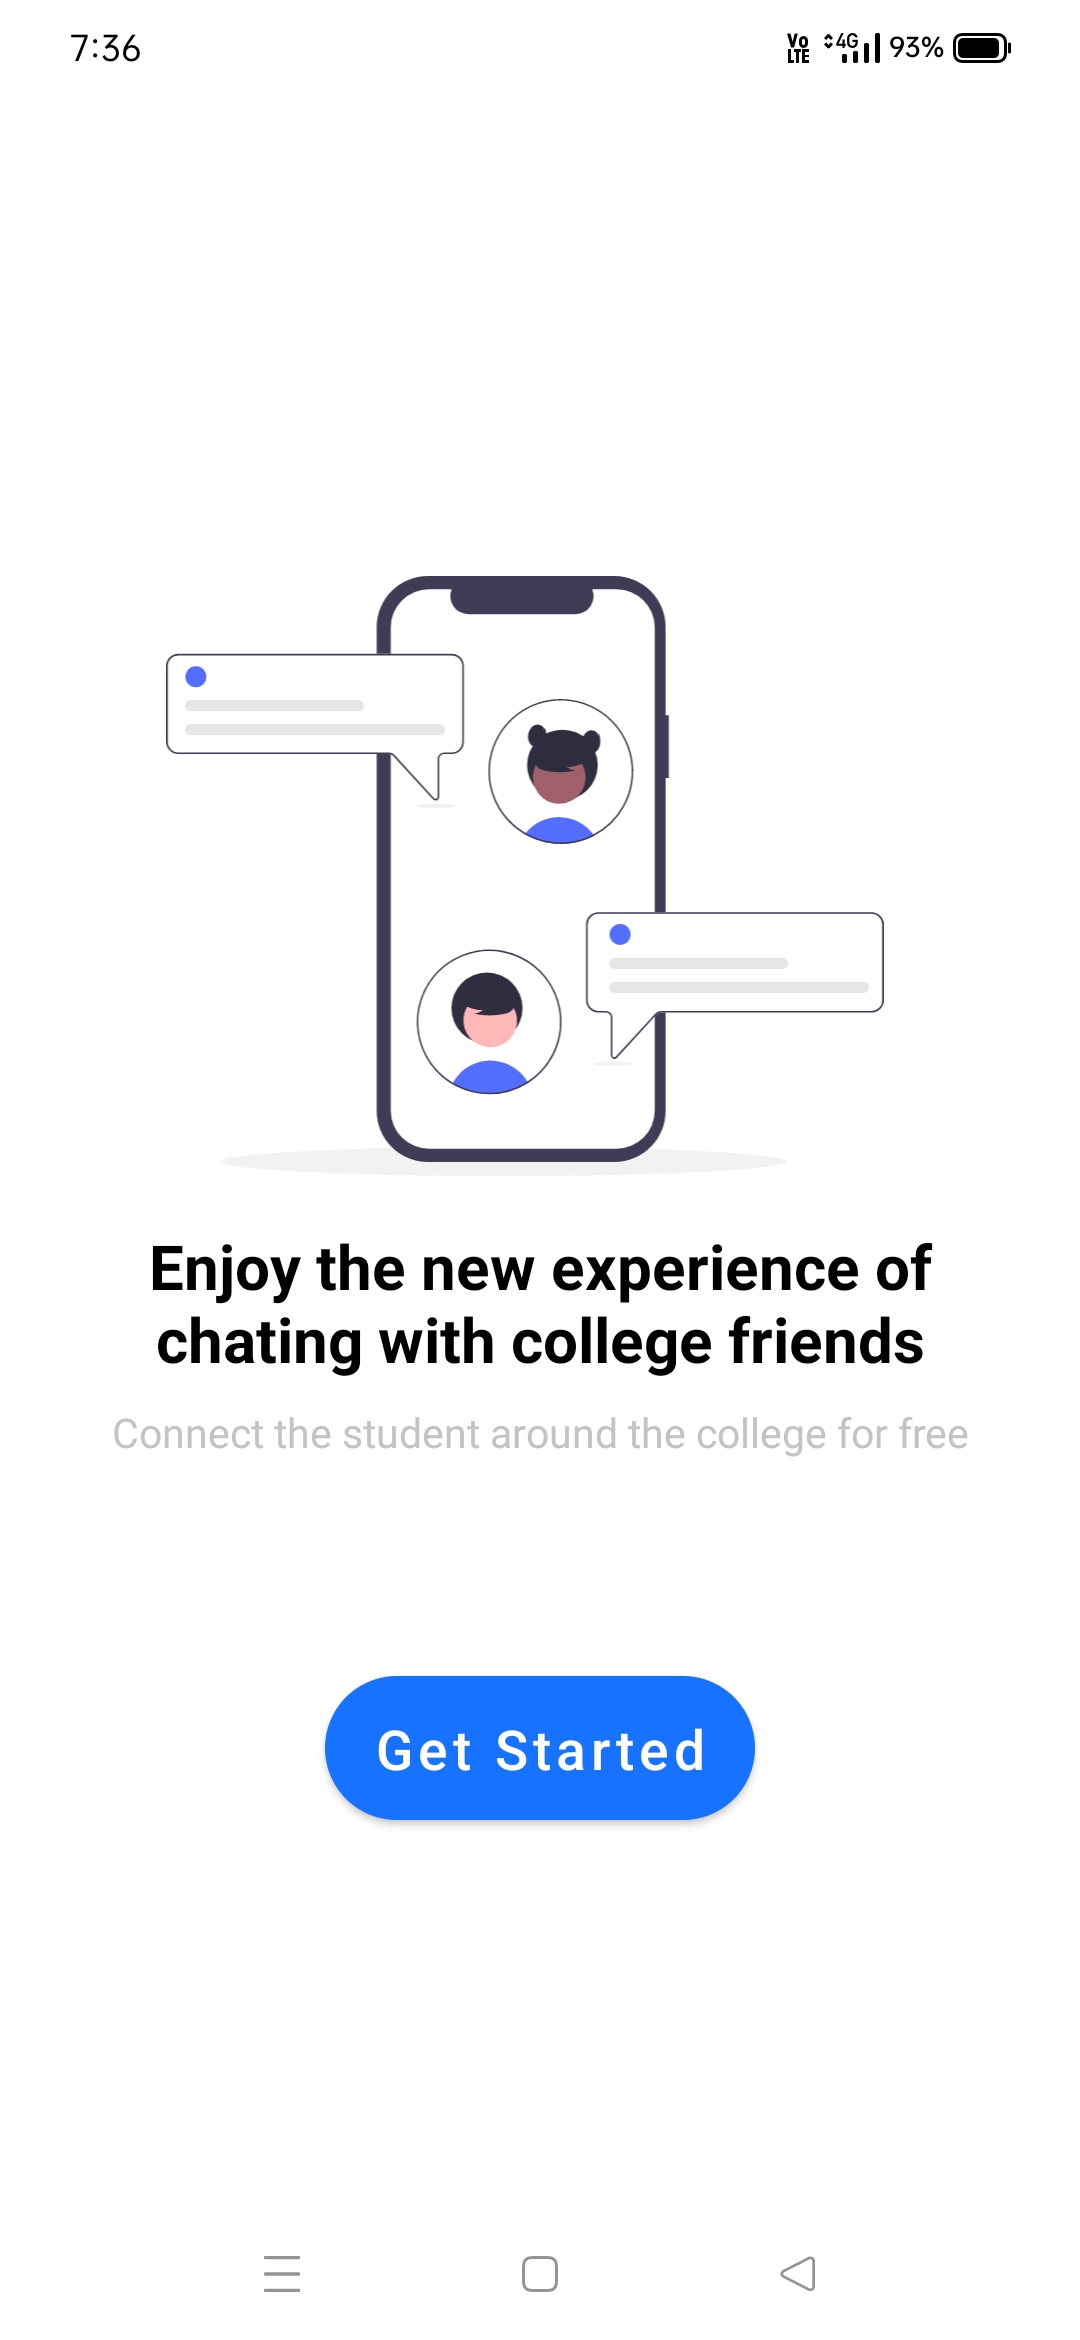 7:36
Vo LTE 4G 93%
Enjoy the new experience of
chating with college friends
Connect the student around the college for free
Get Started